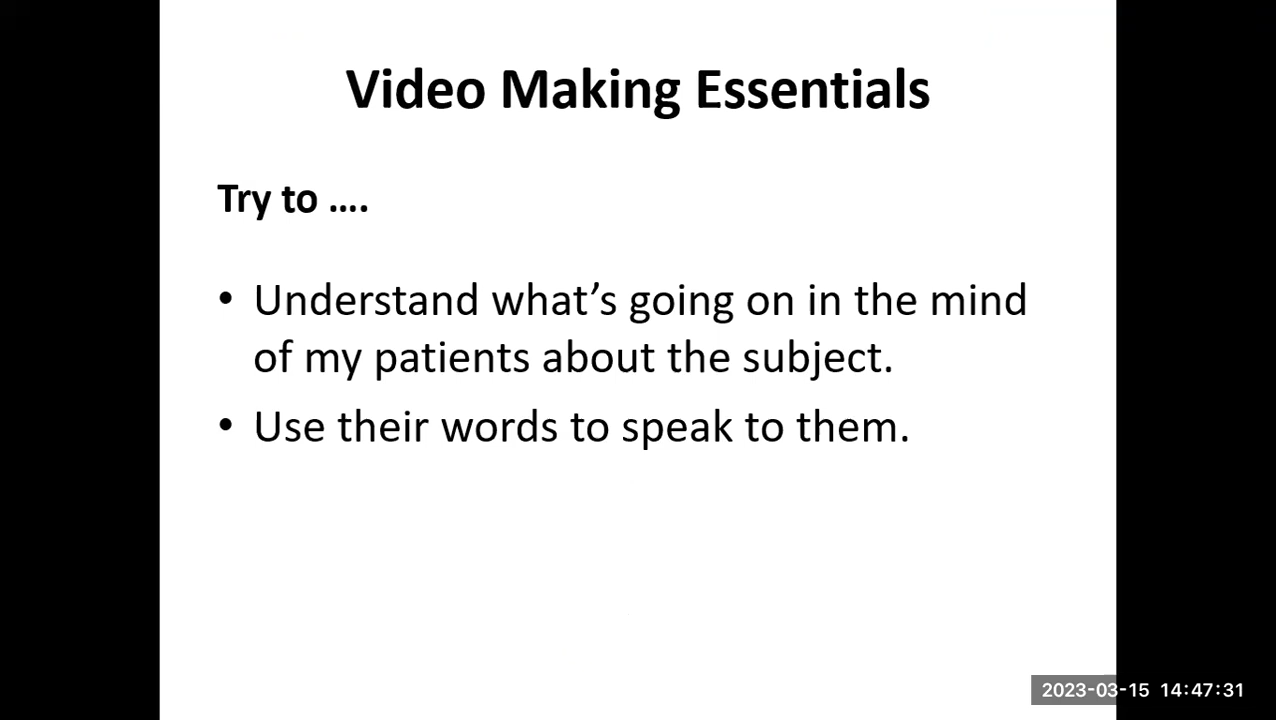 Video Making Essentials
Try to ....
• Understand what's going on in the mind
of my patients about the subject.
• Use their words to speak to them.
2023-03-15 14:47:31